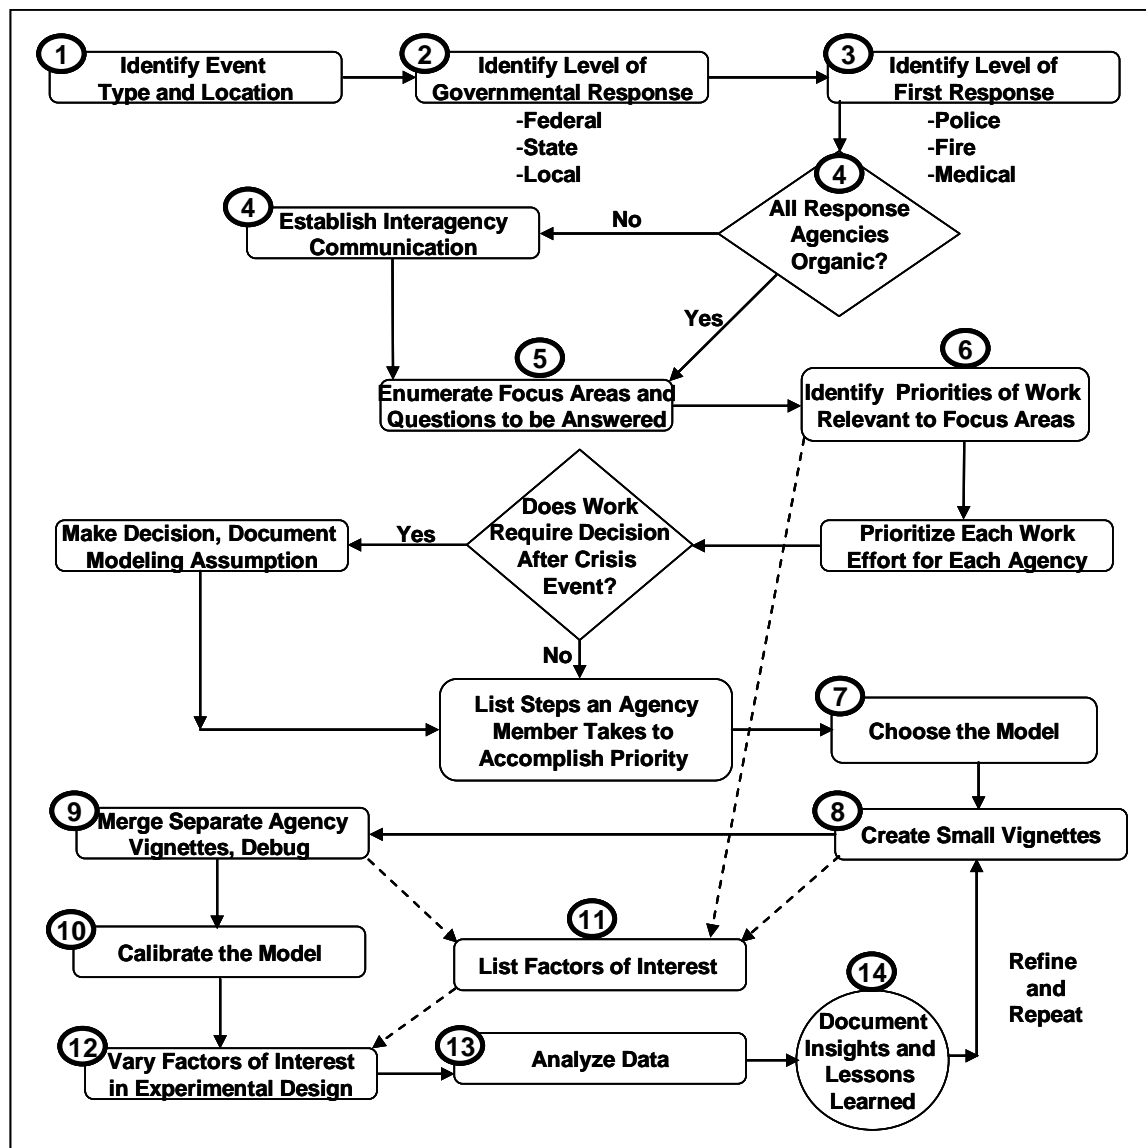 1
Identify Event
Type and Location
2
Identify Level of
Governmental Response
-Federal
-State
-Local
3
Identify Level of
First Response
-Police
-Fire
-Medical
4
All Response
Agencies
Organic?
No
Yes
4
Establish Interagency
Communication
5
Enumerate Focus Areas and
Questions to be Answered
6
Identify Priorities of Work
Relevant to Focus Areas
Prioritize Each Work
Effort for Each Agency
Does Work
Require Decision
After Crisis
Event?
Yes
No
Make Decision, Document
Modeling Assumption
List Steps an Agency
Member Takes to
Accomplish Priority
7
Choose the Model
8
Create Small Vignettes
9
Merge Separate Agency
Vignettes, Debug
10
Calibrate the Model
11
List Factors of Interest
12
Vary Factors of Interest
in Experimental Design
13
Analyze Data
14
Document
Insights and
Lessons
Learned
Refine
and
Repeat